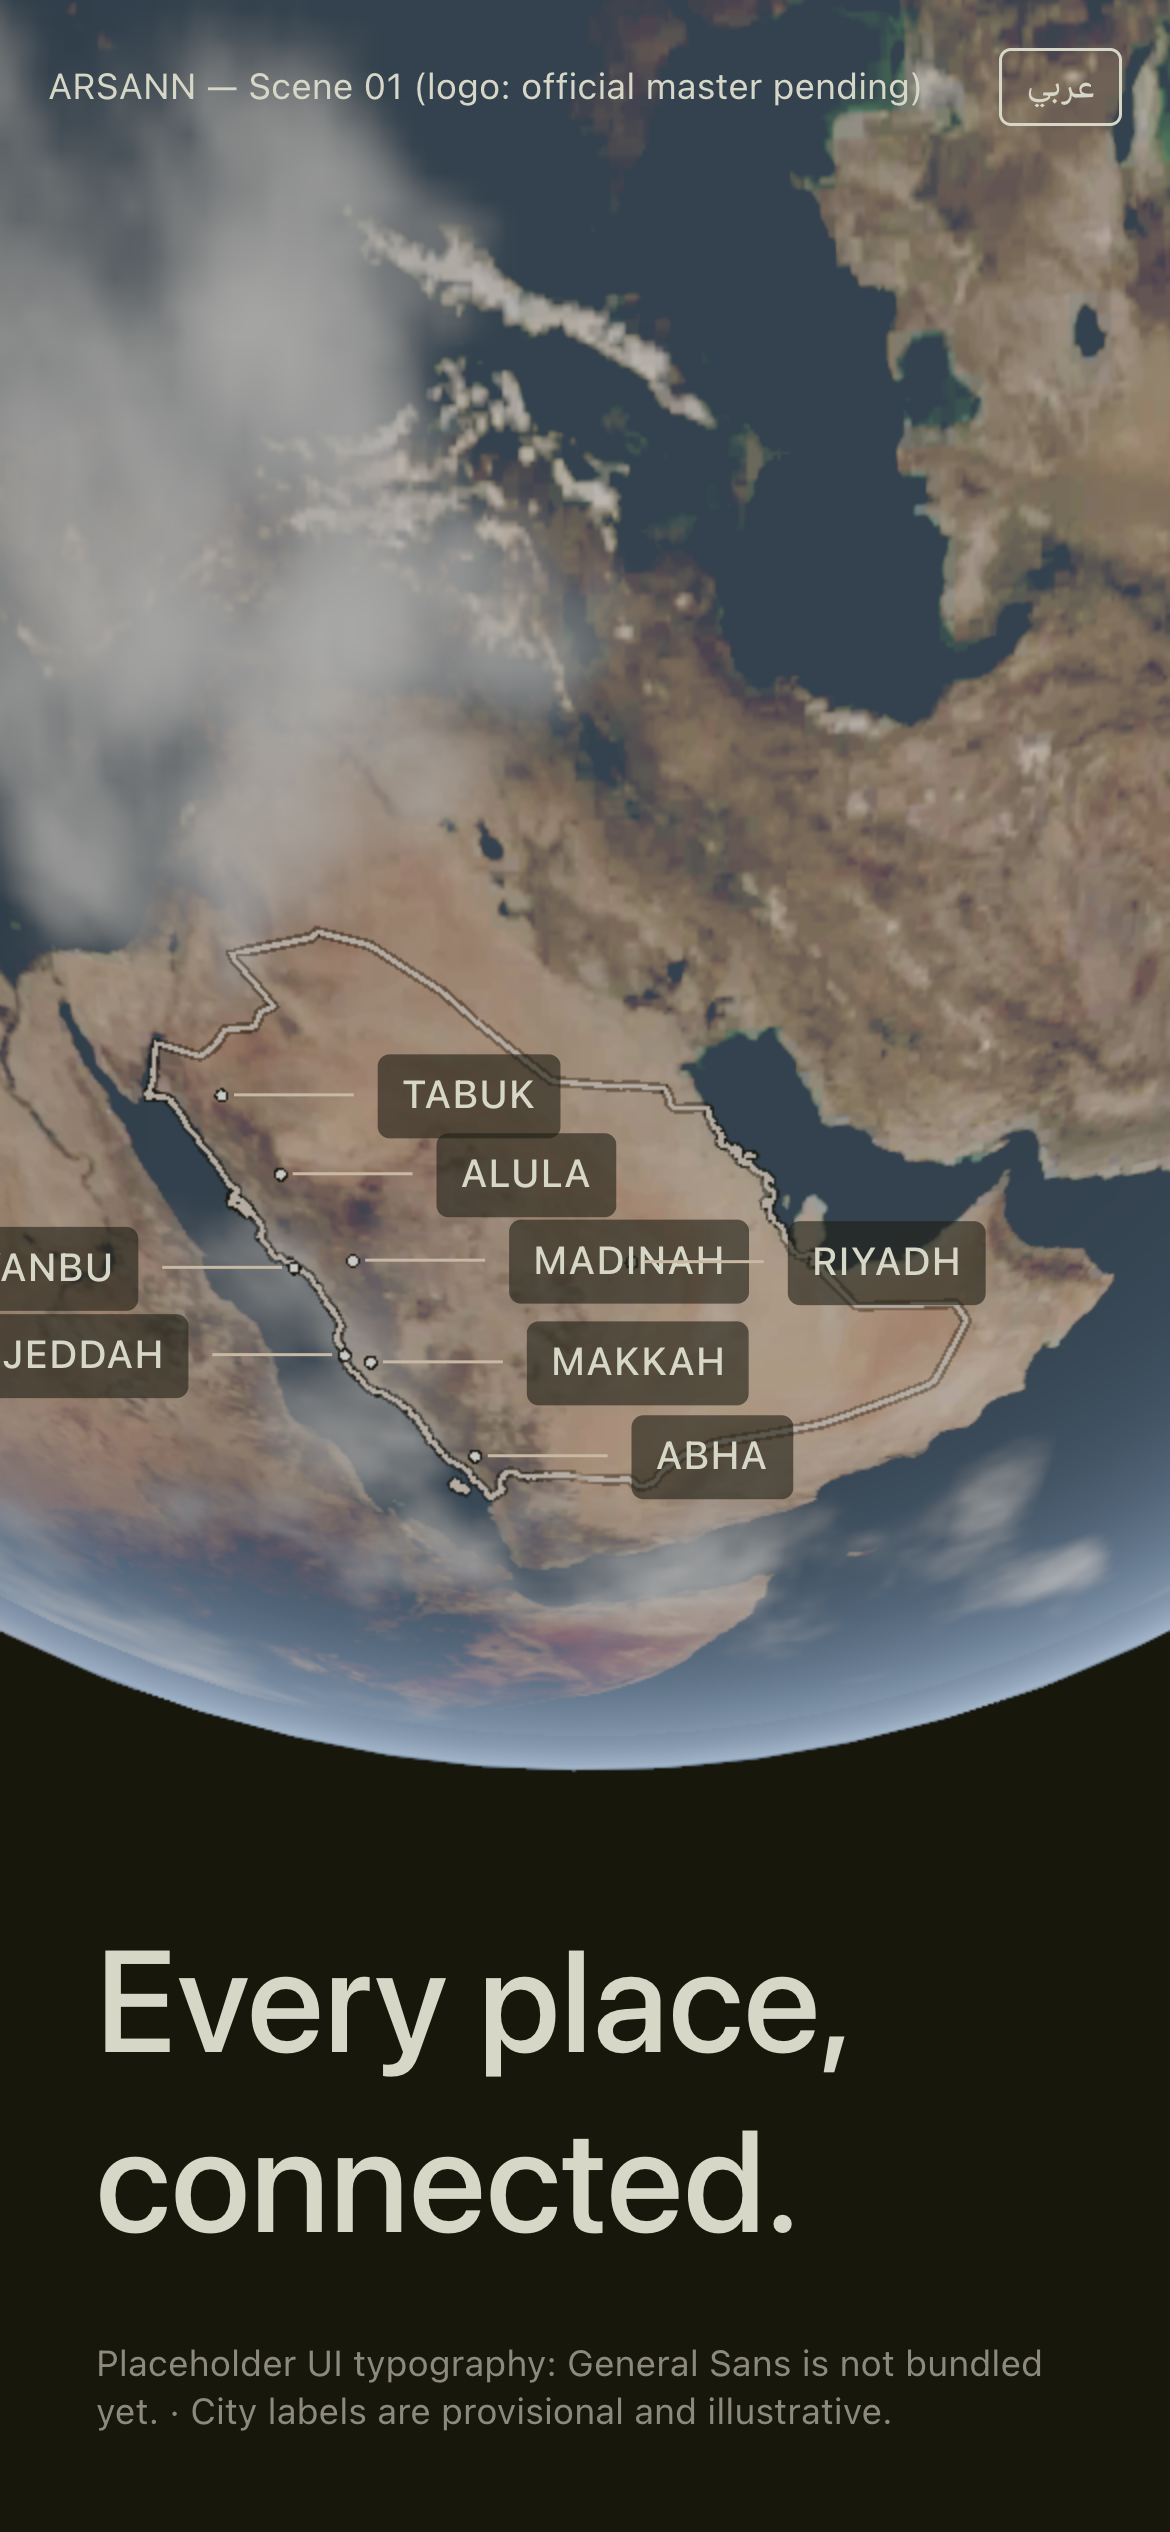 ARSANN — Scene 01 (logo: official master pending)
عربي
TABUK
ALULA
MADINAH
RIYADH
ANBU
JEDDAH
MAKKAH
ABHA
Every place,
connected.
Placeholder UI typography: General Sans is not bundled
yet. · City labels are provisional and illustrative.